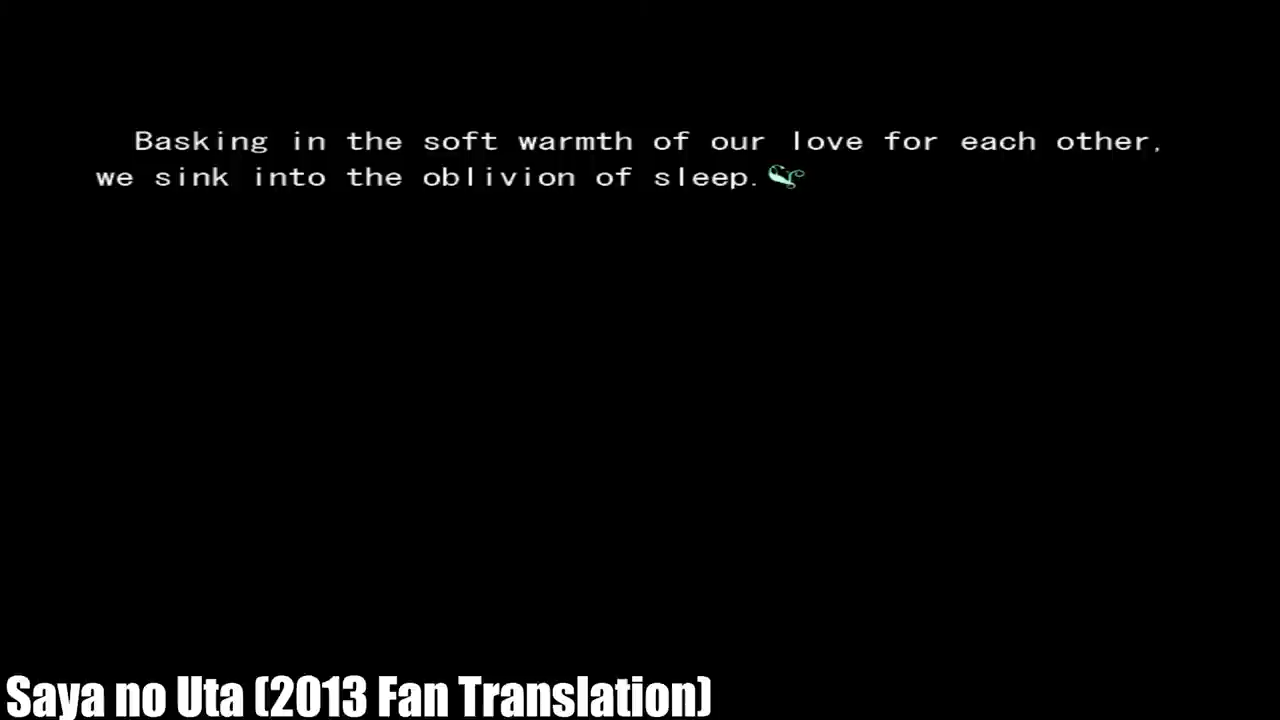 Basking in the soft warmth of our love for each other,
we sink into the oblivion of sleep.
Saya no Uta (2013 Fan Translation)